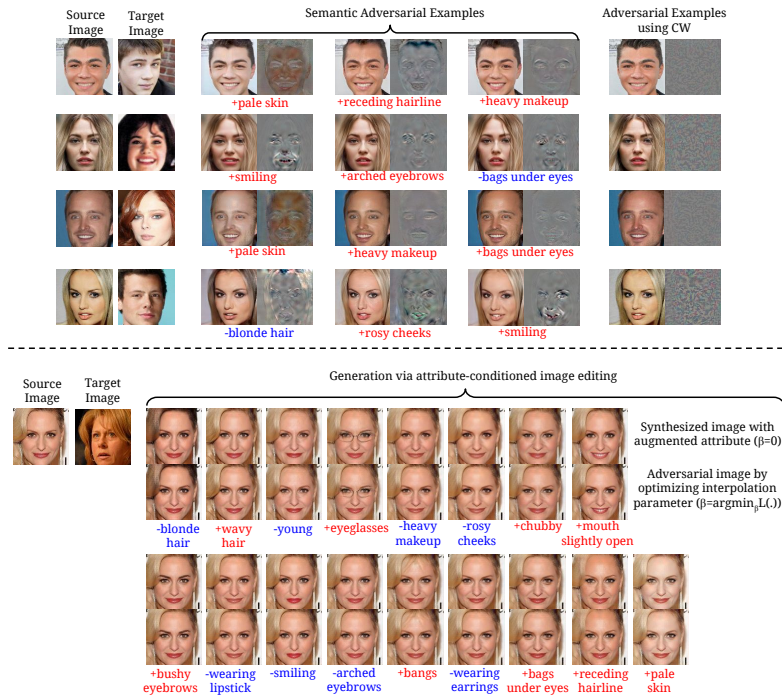 Source
Image
Target
Image
Semantic Adversarial Examples
Adversarial Examples
using CW
+pale skin
+receding hairline
+heavy makeup
+smiling
+arched eyebrows
-bags under eyes
+pale skin
+heavy makeup
+bags under eyes
-blonde hair
+rosy cheeks
+smiling
Source
Image
Target
Image
Generation via attribute-conditioned image editing
Synthesized image with
augmented attribute (β=0)
Adversarial image by
optimizing interpolation
parameter (β=argminβL(.))
-blonde
hair
+wavy
hair
-young
+eyeglasses
-heavy
makeup
-rosy
cheeks
+chubby
+mouth
slightly open
+bushy
eyebrows
-wearing
lipstick
-smiling
-arched
eyebrows
+bangs
-wearing
earrings
+bags
under eyes
+receding
hairline
+pale
skin